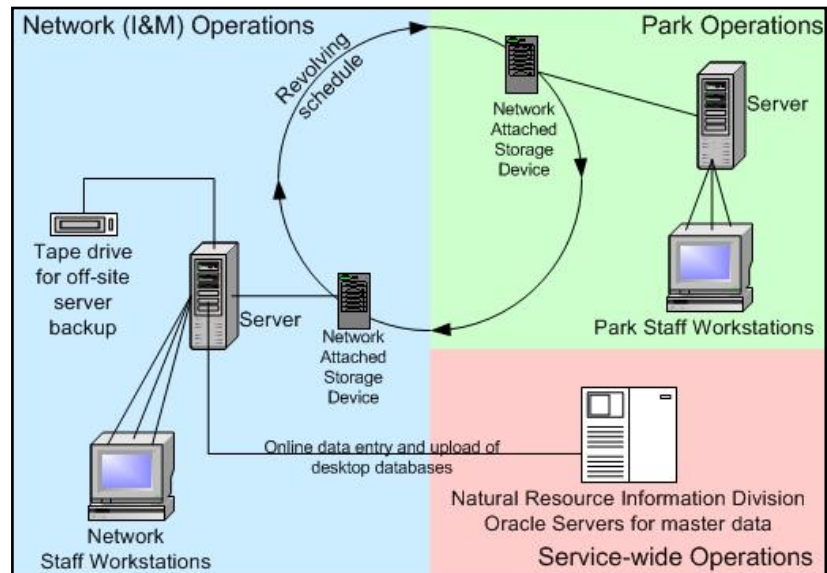 Network (I&M) Operations
Park Operations
Revolving
schedule
Network
Attached
Storage
Device
Server
Tape drive
for off-site
server
backup
Server
Network
Attached
Storage
Device
Park Staff Workstations
Online data entry and upload of
desktop databases
Natural Resource Information Division
Oracle Servers for master data
Network
Staff Workstations
Service-wide Operations